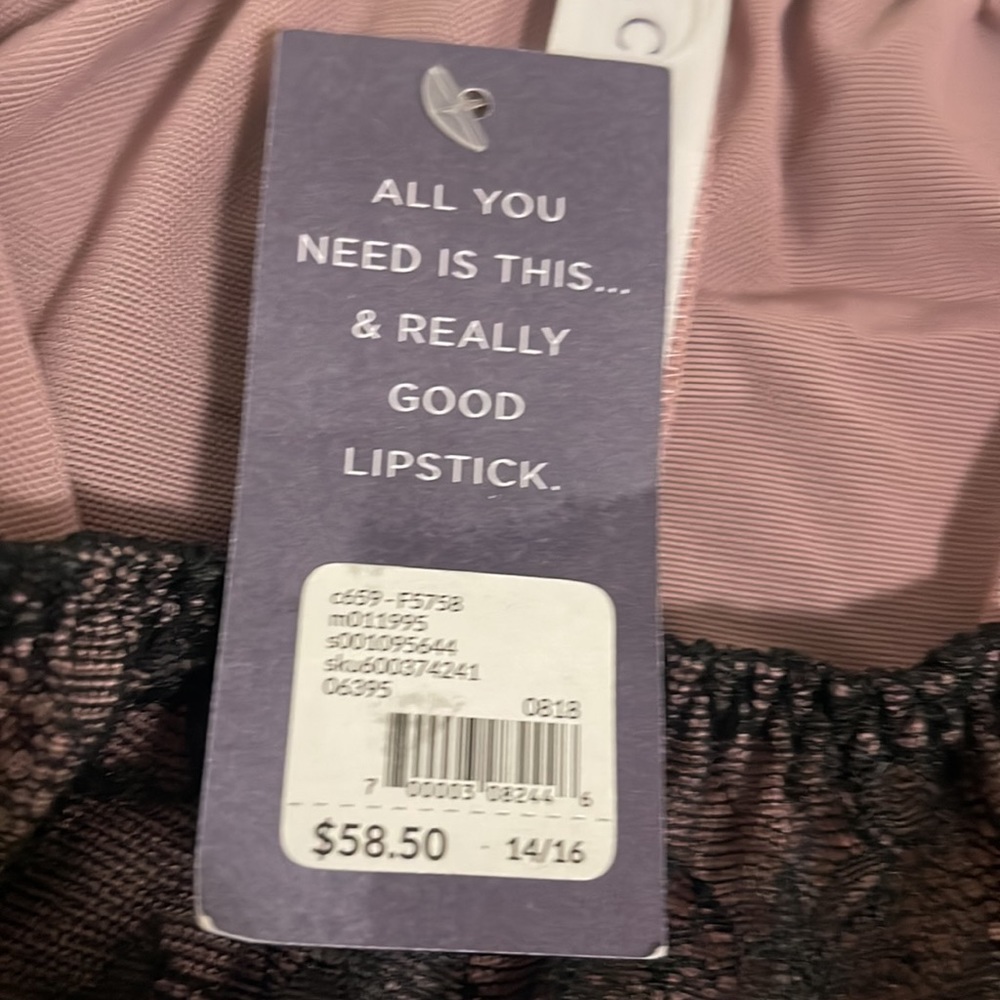 ALL YOU
NEED IS THIS...
& REALLY
GOOD
LIPSTICK.
c659-F5758
m011995
s001095644
sku600374241
06395
0818
7 00003 08244 6
$58.50 - 14/16